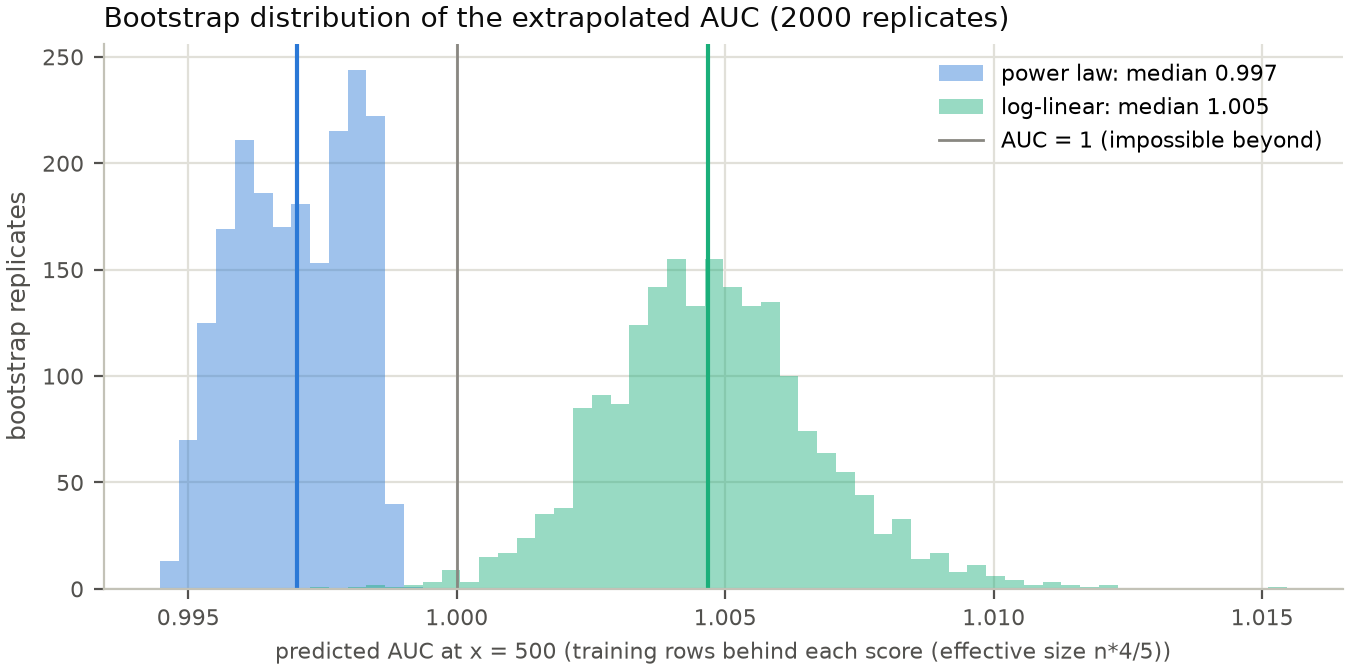 Bootstrap distribution of the extrapolated AUC (2000 replicates)
power law: median 0.997
log-linear: median 1.005
AUC = 1 (impossible beyond)
bootstrap replicates
250
200
150
100
50
0
0.995
1.000
1.005
1.010
1.015
predicted AUC at x = 500 (training rows behind each score (effective size n*4/5))